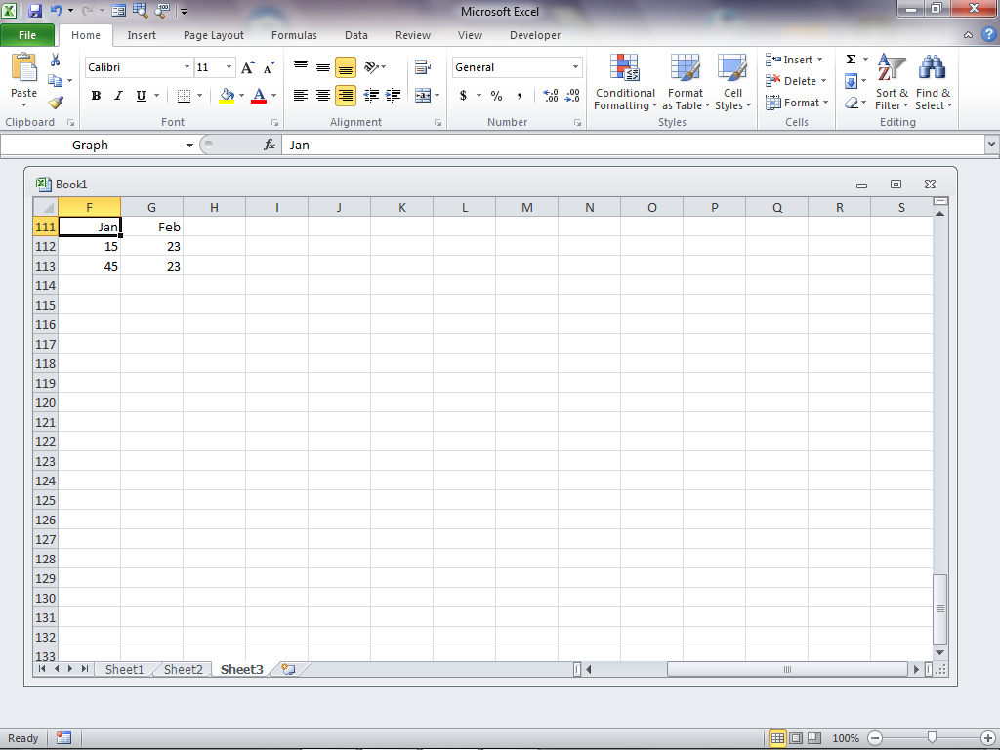 Microsoft Excel
File Home Insert Page Layout Formulas Data Review View Developer
Paste
Clipboard
Calibri 11
B I U A
Font
Alignment
General
$ % ,
Number
Conditional Formatting
Format as Table
Cell Styles
Styles
Insert
Delete
Format
Cells
Σ
Sort & Filter
Find & Select
Editing
Graph fx Jan
Book1
F G H I J K L M N O P Q R S
111 Jan Feb
112 15 23
113 45 23
114
115
116
117
118
119
120
121
122
123
124
125
126
127
128
129
130
131
132
133
Sheet1 Sheet2 Sheet3
Ready 100%